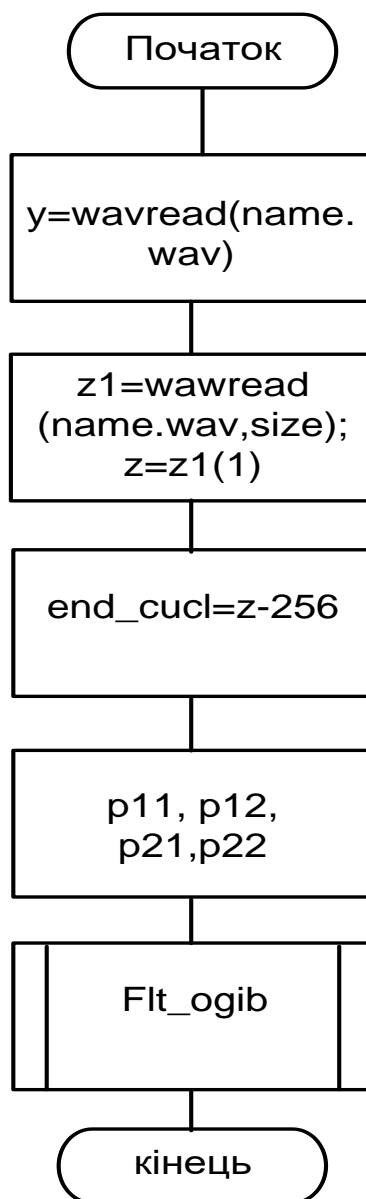 Початок
y=wavread(name.
wav)
z1=wawread
(name.wav,size);
z=z1(1)
end_cucl=z-256
p11, p12,
p21,p22
Flt_ogib
кінець